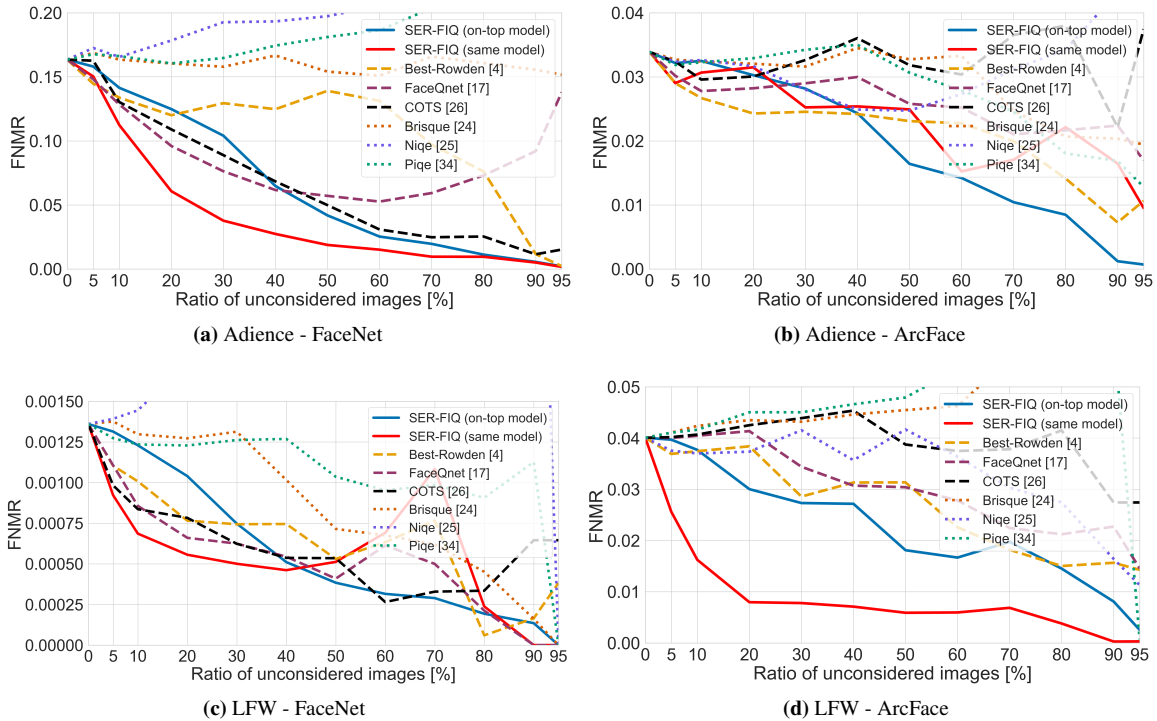 0.20
0.15
0.10
0.05
0.00
FNMR
SER-FIQ (on-top model)
SER-FIQ (same model)
Best-Rowden [4]
FaceQnet [17]
COTS [26]
Brisque [24]
Niqe [25]
Piqe [34]
0 5 10 20 30 40 50 60 70 80 90 95
Ratio of unconsidered images [%]
(a) Adience - FaceNet
0.04
0.03
0.02
0.01
0.00
FNMR
SER-FIQ (on-top model)
SER-FIQ (same model)
Best-Rowden [4]
FaceQnet [17]
COTS [26]
Brisque [24]
Niqe [25]
Piqe [34]
0 5 10 20 30 40 50 60 70 80 90 95
Ratio of unconsidered images [%]
(b) Adience - ArcFace
0.00150
0.00125
0.00100
0.00075
0.00050
0.00025
0.00000
FNMR
SER-FIQ (on-top model)
SER-FIQ (same model)
Best-Rowden [4]
FaceQnet [17]
COTS [26]
Brisque [24]
Niqe [25]
Piqe [34]
0 5 10 20 30 40 50 60 70 80 90 95
Ratio of unconsidered images [%]
(c) LFW - FaceNet
0.05
0.04
0.03
0.02
0.01
0.00
FNMR
SER-FIQ (on-top model)
SER-FIQ (same model)
Best-Rowden [4]
FaceQnet [17]
COTS [26]
Brisque [24]
Niqe [25]
Piqe [34]
0 5 10 20 30 40 50 60 70 80 90 95
Ratio of unconsidered images [%]
(d) LFW - ArcFace